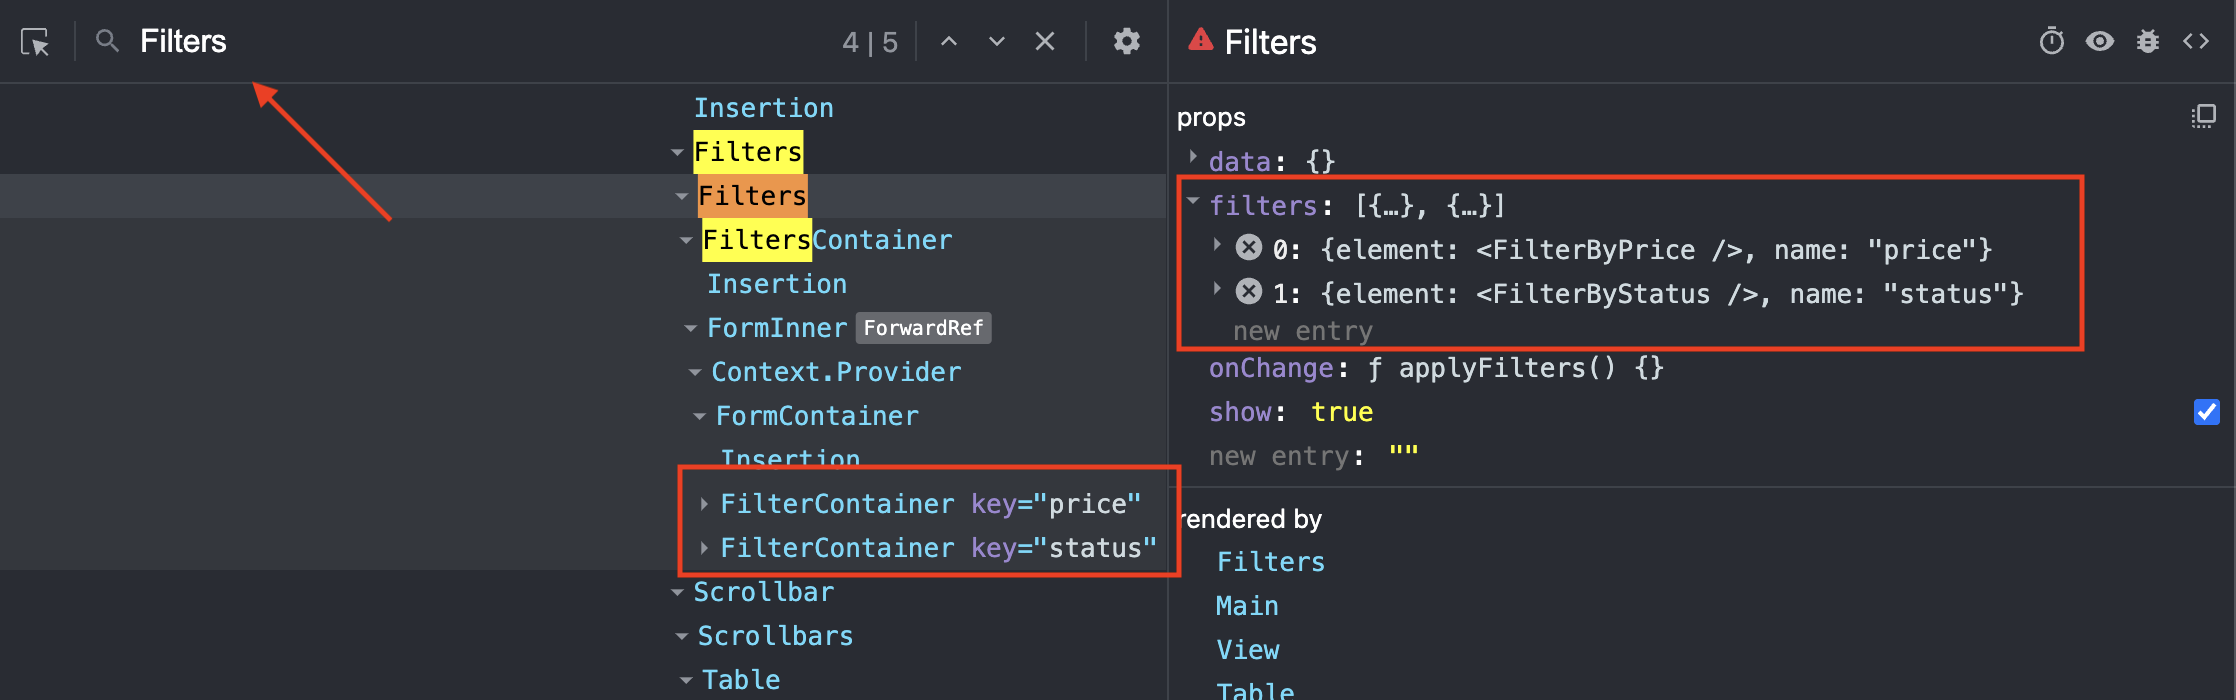 Filters
4 | 5
Insertion
Filters
Filters
FiltersContainer
Insertion
FormInner ForwardRef
Context.Provider
FormContainer
Insertion
FilterContainer key="price"
FilterContainer key="status"
Scrollbar
Scrollbars
Table
Filters
props
data: {}
filters: [{…}, {…}]
0: {element: <FilterByPrice />, name: "price"}
1: {element: <FilterByStatus />, name: "status"}
new entry
onChange: ƒ applyFilters() {}
show: true
new entry: ""
rendered by
Filters
Main
View
Table